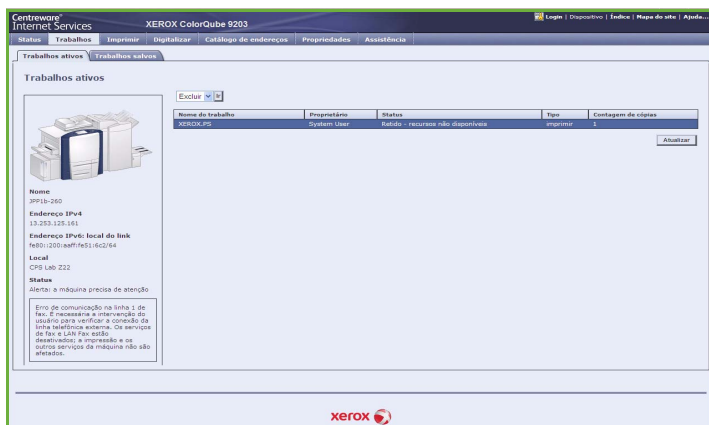 Centreware®
Internet Services
XEROX ColorQube 9203
Login | Dispositivo | Índice | Mapa do site | Ajuda...
Status Trabalhos Imprimir Digitalizar Catálogo de endereços Propriedades Assistência
Trabalhos ativos Trabalhos salvos
Trabalhos ativos
Excluir Ir
Nome do trabalho Proprietário Status Tipo Contagem de cópias
XEROX.PS System User Retido - recursos não disponíveis imprimir 1
Atualizar
Nome
JPP1b-260
Endereço IPv4
13.253.125.161
Endereço IPv6: local do link
fe80::200:aaff:fe51:6c2/64
Local
CPS Lab Z22
Status
Alerta: a máquina precisa de atenção
Erro de comunicação na linha 1 de
fax. É necessária a intervenção do
usuário para verificar a conexão da
linha telefônica externa. Os serviços
de fax e LAN Fax estão
desativados; a impressão e os
outros serviços da máquina não são
afetados.
xerox